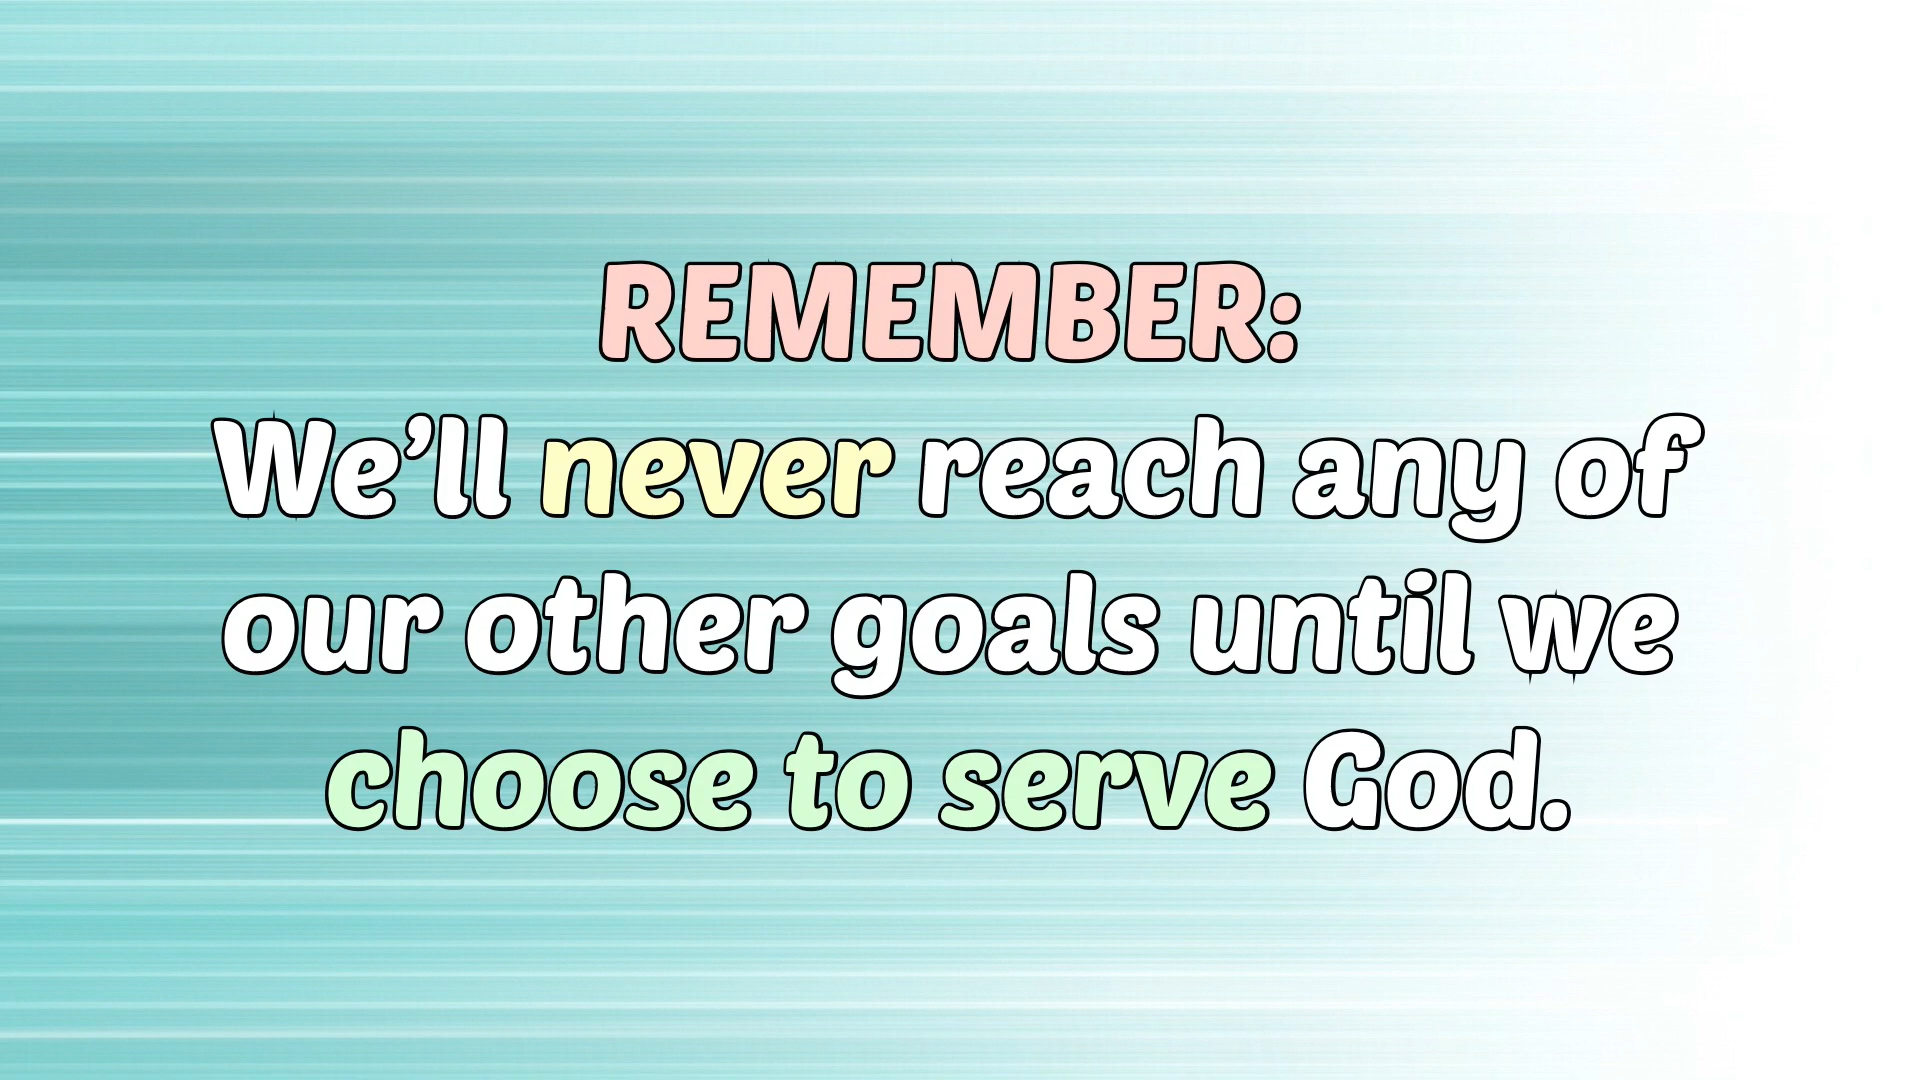 REMEMBER:
We’ll never reach any of
our other goals until we
choose to serve God.